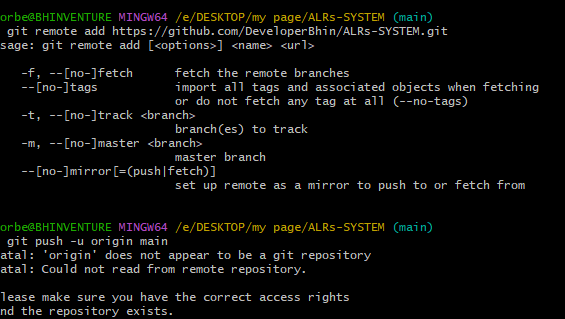 orbe@BHINVENTURE MINGW64 /e/DESKTOP/my page/ALRs-SYSTEM (main)
git remote add https://github.com/DeveloperBhin/ALRs-SYSTEM.git
sage: git remote add [<options>] <name> <url>
-f, --[no-]fetch fetch the remote branches
--[no-]tags import all tags and associated objects when fetching
or do not fetch any tag at all (--no-tags)
-t, --[no-]track <branch>
branch(es) to track
-m, --[no-]master <branch>
master branch
--[no-]mirror[=(push|fetch)]
set up remote as a mirror to push to or fetch from
orbe@BHINVENTURE MINGW64 /e/DESKTOP/my page/ALRs-SYSTEM (main)
git push -u origin main
atal: 'origin' does not appear to be a git repository
atal: Could not read from remote repository.
lease make sure you have the correct access rights
nd the repository exists.